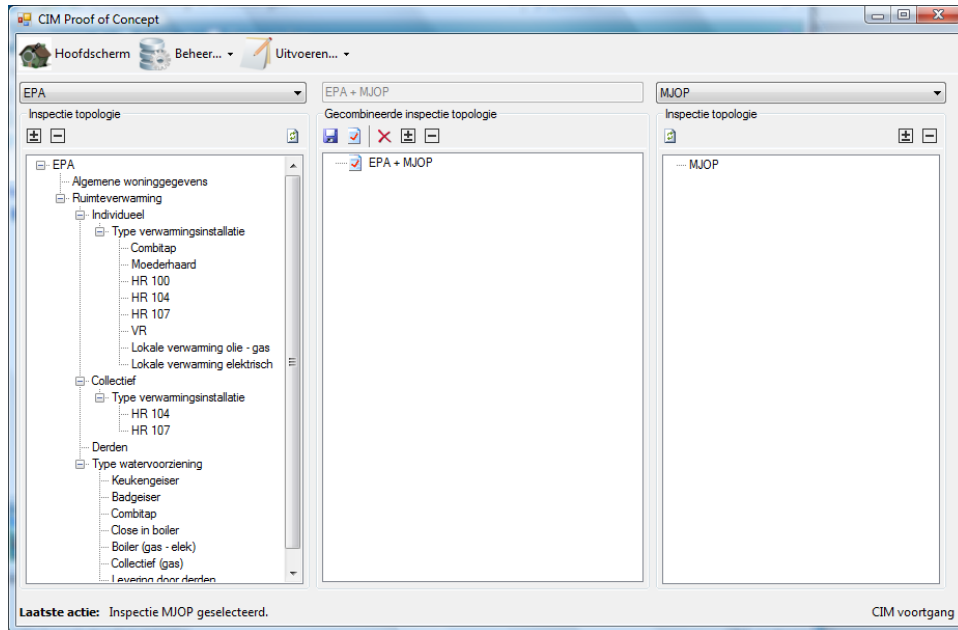 CIM Proof of Concept
Hoofdscherm Beheer... Uitvoeren...
EPA
Inspectie topologie
EPA
Algemene woninggegevens
Ruimteverwarming
Individueel
Type verwarmingsinstallatie
Combitap
Moederhaard
HR 100
HR 104
HR 107
VR
Lokale verwarming olie - gas
Lokale verwarming elektrisch
Collectief
Type verwarmingsinstallatie
HR 104
HR 107
Derden
Type watervoorziening
Keukengeiser
Badgeiser
Combitap
Close in boiler
Boiler (gas - elek)
Collectief (gas)
Levering door derden
EPA + MJOP
Gecombineerde inspectie topologie
EPA + MJOP
MJOP
Inspectie topologie
MJOP
Laatste actie: Inspectie MJOP geselecteerd.
CIM voortgang